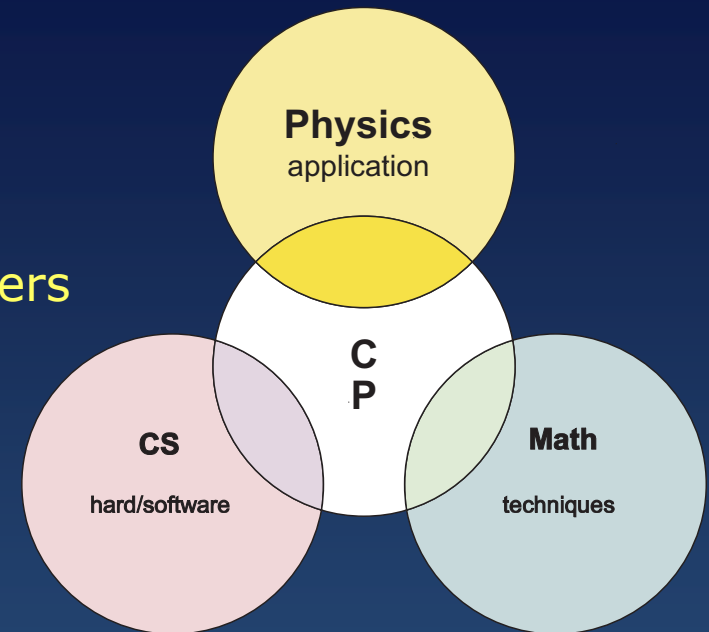 Physics
application
ers
C
P
CS
hard/software
Math
techniques